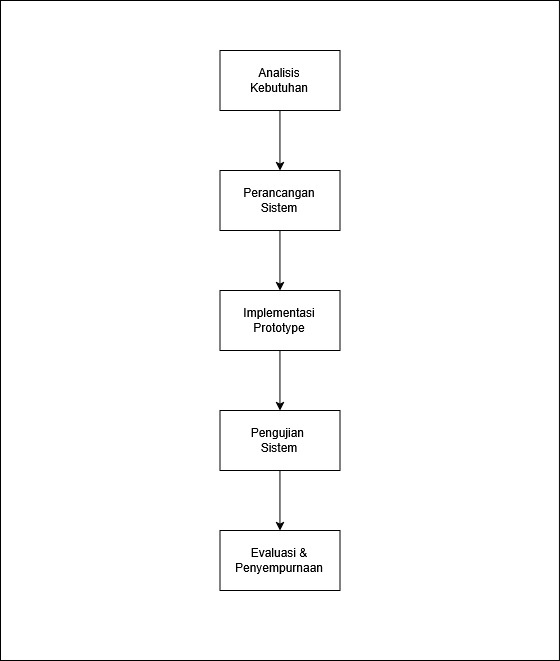 Analisis
Kebutuhan
Perancangan
Sistem
Implementasi
Prototype
Pengujian
Sistem
Evaluasi &
Penyempurnaan